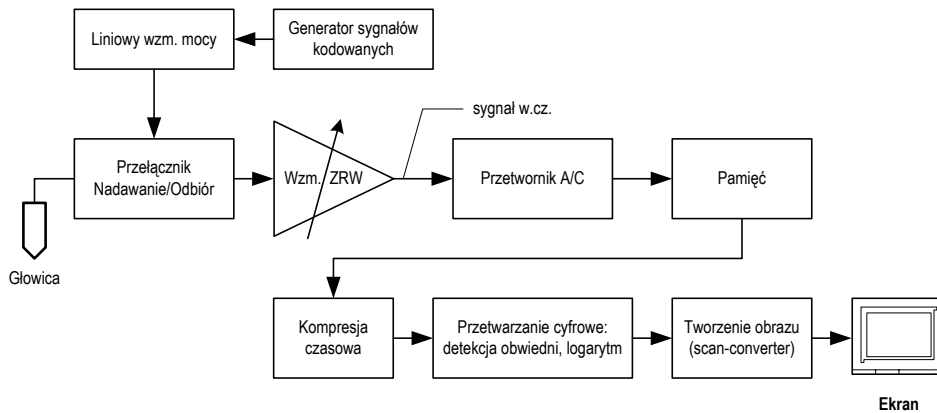 Liniowy wzm. mocy
Generator sygnałów
kodowanych
sygnał w.cz.
Przełącznik
Nadawanie/Odbiór
Wzm. ZRW
Przetwornik A/C
Pamięć
Głowica
Kompresja
czasowa
Przetwarzanie cyfrowe:
detekcja obwiedni, logarytm
Tworzenie obrazu
(scan-converter)
Ekran